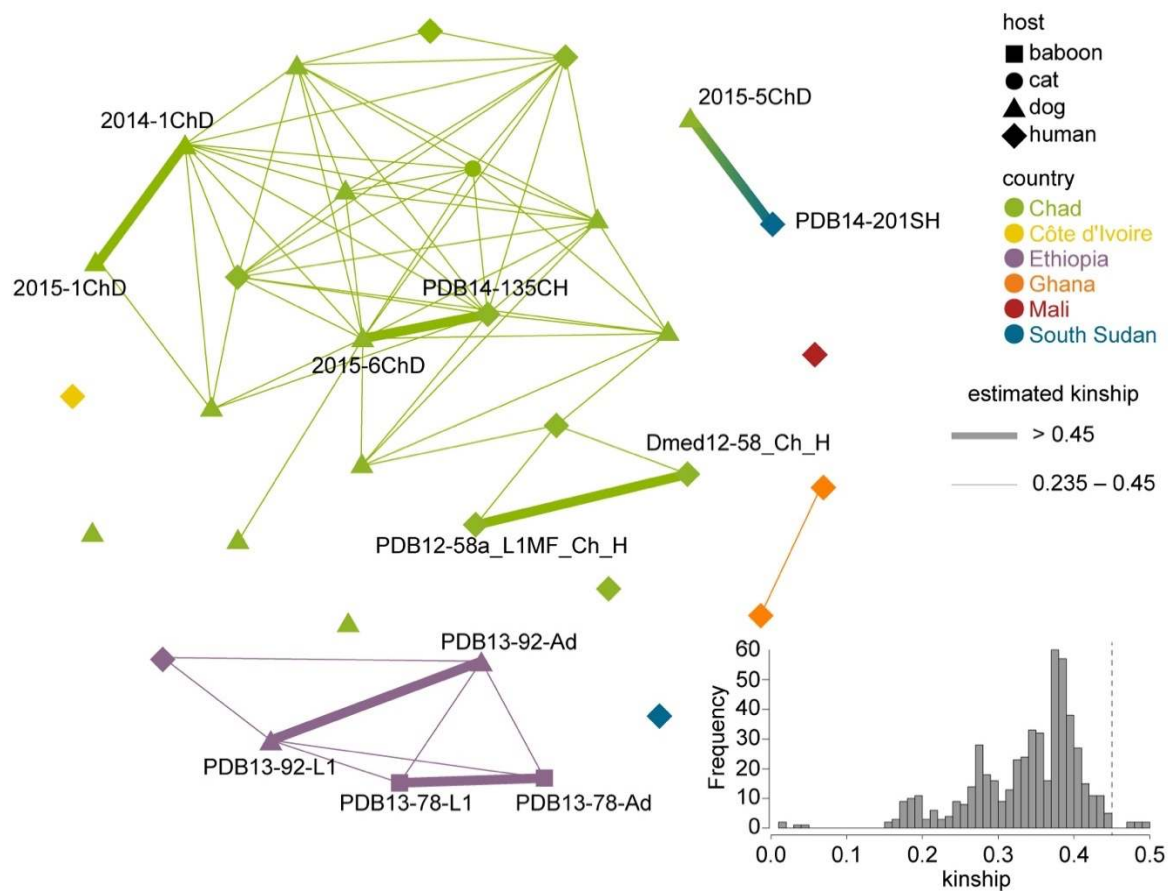 host
baboon
cat
dog
human
country
Chad
Côte d'Ivoire
Ethiopia
Ghana
Mali
South Sudan
estimated kinship
> 0.45
0.235 – 0.45
2014-1ChD
2015-5ChD
PDB14-201SH
2015-1ChD
PDB14-135CH
2015-6ChD
Dmed12-58_Ch_H
PDB12-58a_L1MF_Ch_H
PDB13-92-Ad
PDB13-92-L1
PDB13-78-L1
PDB13-78-Ad
Frequency
60
50
40
30
20
10
0
0.0 0.1 0.2 0.3 0.4 0.5
kinship